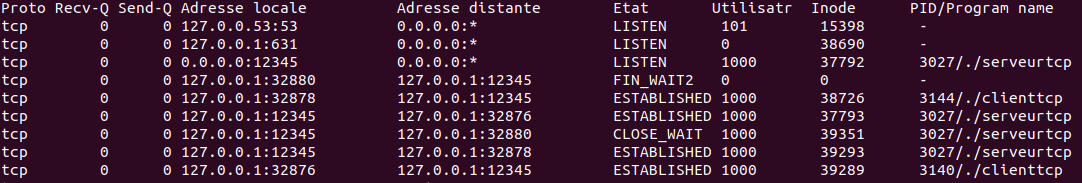 Proto Recv-Q Send-Q Adresse locale Adresse distante Etat Utilisatr Inode PID/Program name
tcp 0 0 127.0.0.53:53 0.0.0.0:* LISTEN 101 15398 -
tcp 0 0 127.0.0.1:631 0.0.0.0:* LISTEN 0 38690 -
tcp 0 0 0.0.0.0:12345 0.0.0.0:* LISTEN 1000 37792 3027/./serveurtcp
tcp 0 0 127.0.0.1:32880 127.0.0.1:12345 FIN_WAIT2 0 0 -
tcp 0 0 127.0.0.1:32878 127.0.0.1:12345 ESTABLISHED 1000 38726 3144/./clienttcp
tcp 0 0 127.0.0.1:12345 127.0.0.1:32876 ESTABLISHED 1000 37793 3027/./serveurtcp
tcp 0 0 127.0.0.1:12345 127.0.0.1:32880 CLOSE_WAIT 1000 39351 3027/./serveurtcp
tcp 0 0 127.0.0.1:12345 127.0.0.1:32878 ESTABLISHED 1000 39293 3027/./serveurtcp
tcp 0 0 127.0.0.1:32876 127.0.0.1:12345 ESTABLISHED 1000 39289 3140/./clienttcp